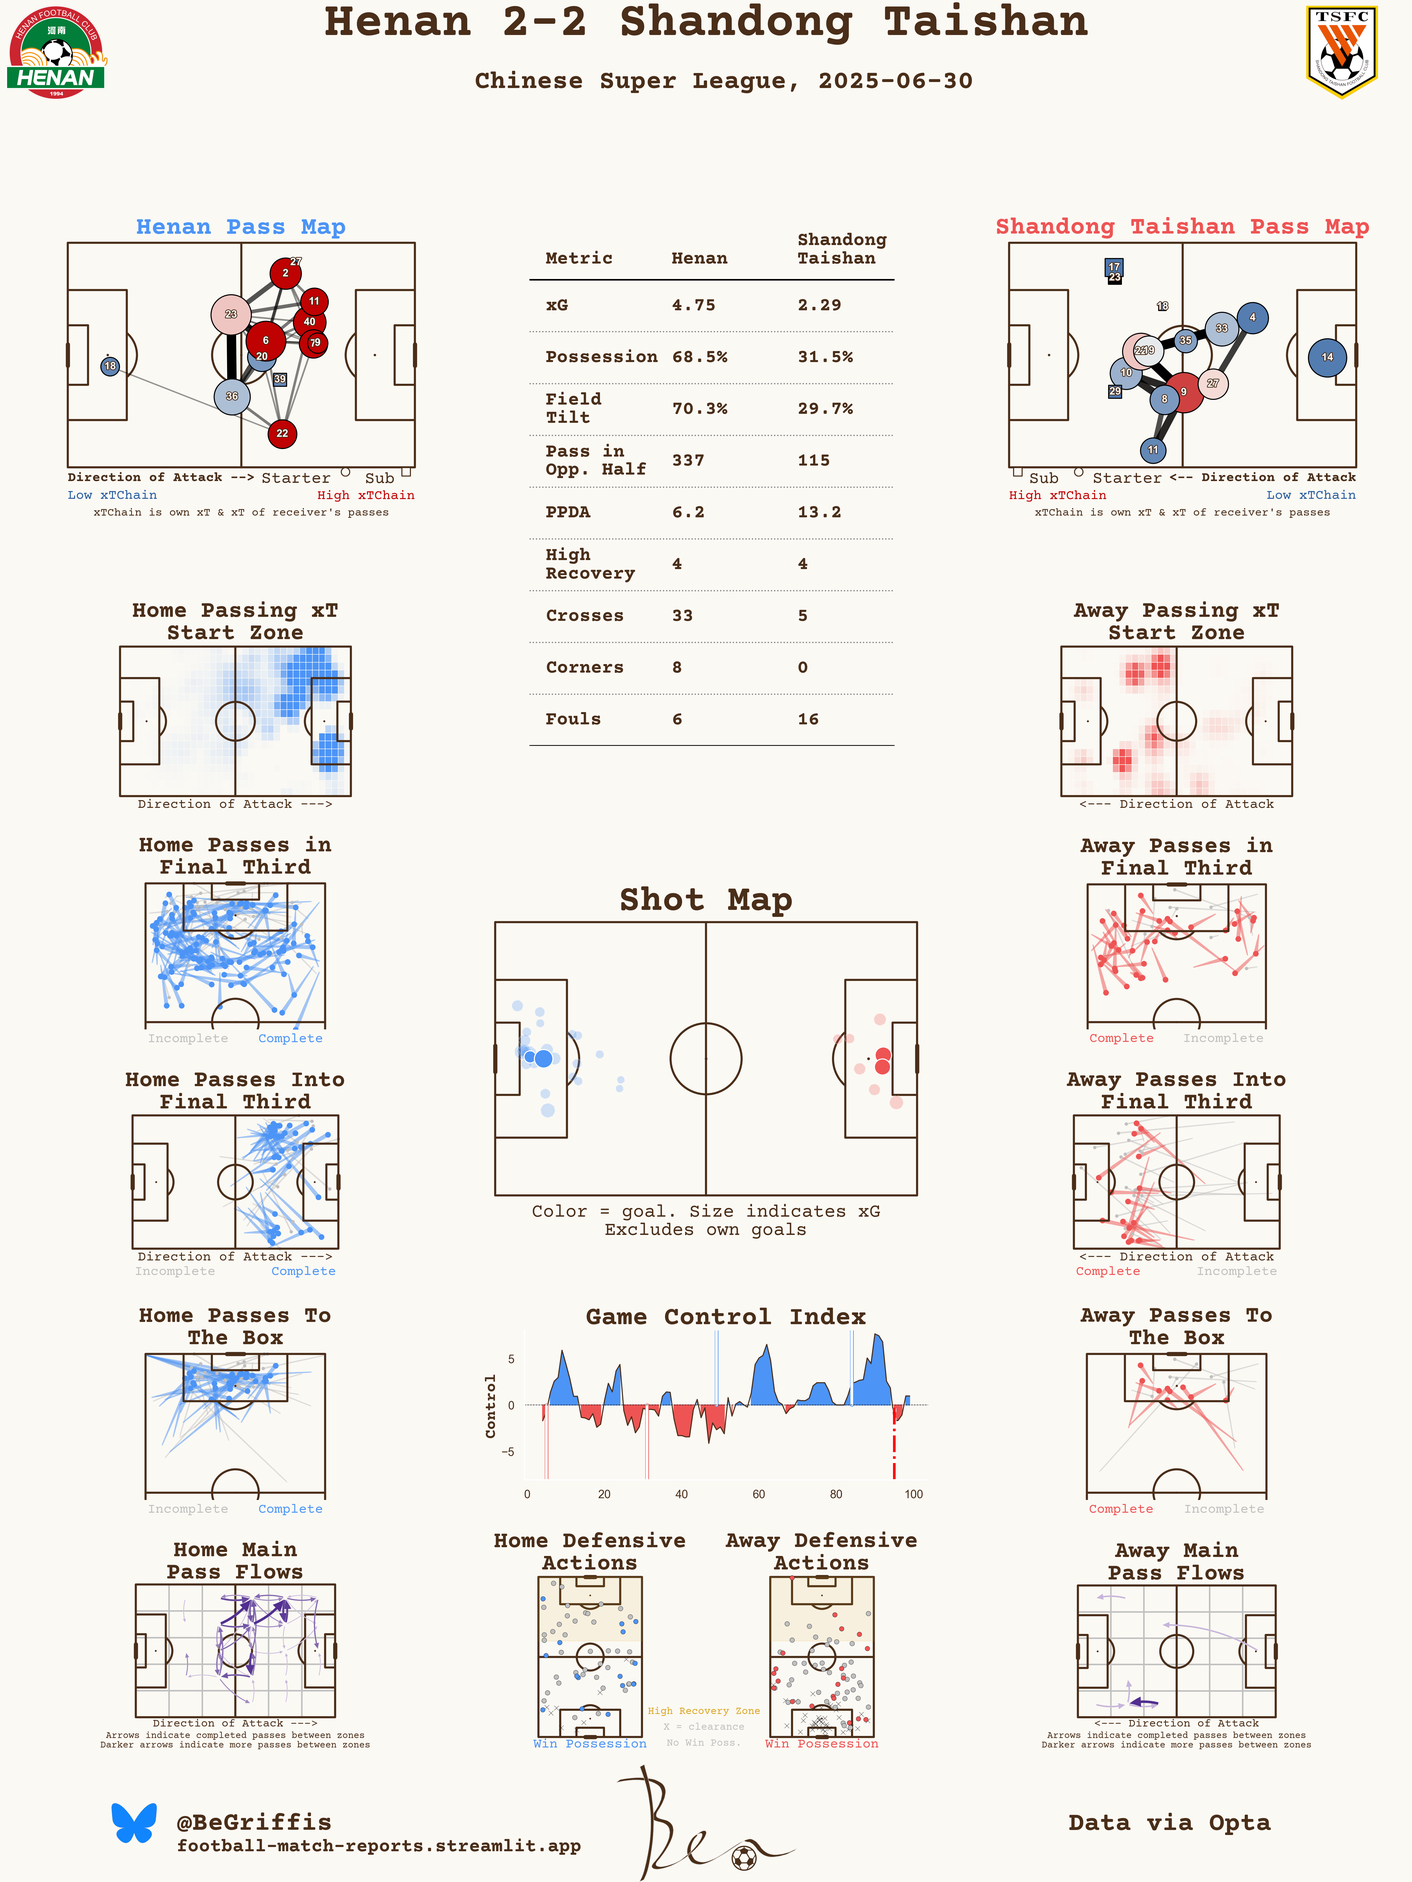 Henan 2-2 Shandong Taishan
Chinese Super League, 2025-06-30
HENAN FOOTBALL CLUB
河南
HENAN
1994
TSFC
SHANDONG TAISHAN FOOTBALL CLUB
Henan Pass Map
27
2
11
23
40
6
79
20
18
39
36
22
Direction of Attack --> Starter Sub
Low xTChain High xTChain
xTChain is own xT & xT of receiver's passes
Metric Henan Shandong Taishan
xG 4.75 2.29
Possession 68.5% 31.5%
Field Tilt 70.3% 29.7%
Pass in Opp. Half 337 115
PPDA 6.2 13.2
High Recovery 4 4
Crosses 33 5
Corners 8 0
Fouls 6 16
Shandong Taishan Pass Map
17
23
18
4
33
35
19
14
10
27
29
9
8
11
Sub Starter <-- Direction of Attack
High xTChain Low xTChain
xTChain is own xT & xT of receiver's passes
Home Passing xT
Start Zone
Direction of Attack --->
Away Passing xT
Start Zone
<--- Direction of Attack
Home Passes in
Final Third
Incomplete Complete
Away Passes in
Final Third
Complete Incomplete
Shot Map
Color = goal. Size indicates xG
Excludes own goals
Home Passes Into
Final Third
Direction of Attack --->
Incomplete Complete
Away Passes Into
Final Third
<--- Direction of Attack
Complete Incomplete
Game Control Index
Control
5
0
−5
0 20 40 60 80 100
Home Passes To
The Box
Incomplete Complete
Away Passes To
The Box
Complete Incomplete
Home Main
Pass Flows
Direction of Attack --->
Arrows indicate completed passes between zones
Darker arrows indicate more passes between zones
Home Defensive
Actions
Win Possession
High Recovery Zone
X = clearance
No Win Poss.
Away Defensive
Actions
Win Possession
Away Main
Pass Flows
<--- Direction of Attack
Arrows indicate completed passes between zones
Darker arrows indicate more passes between zones
@BeGriffis
football-match-reports.streamlit.app
Ben
Data via Opta